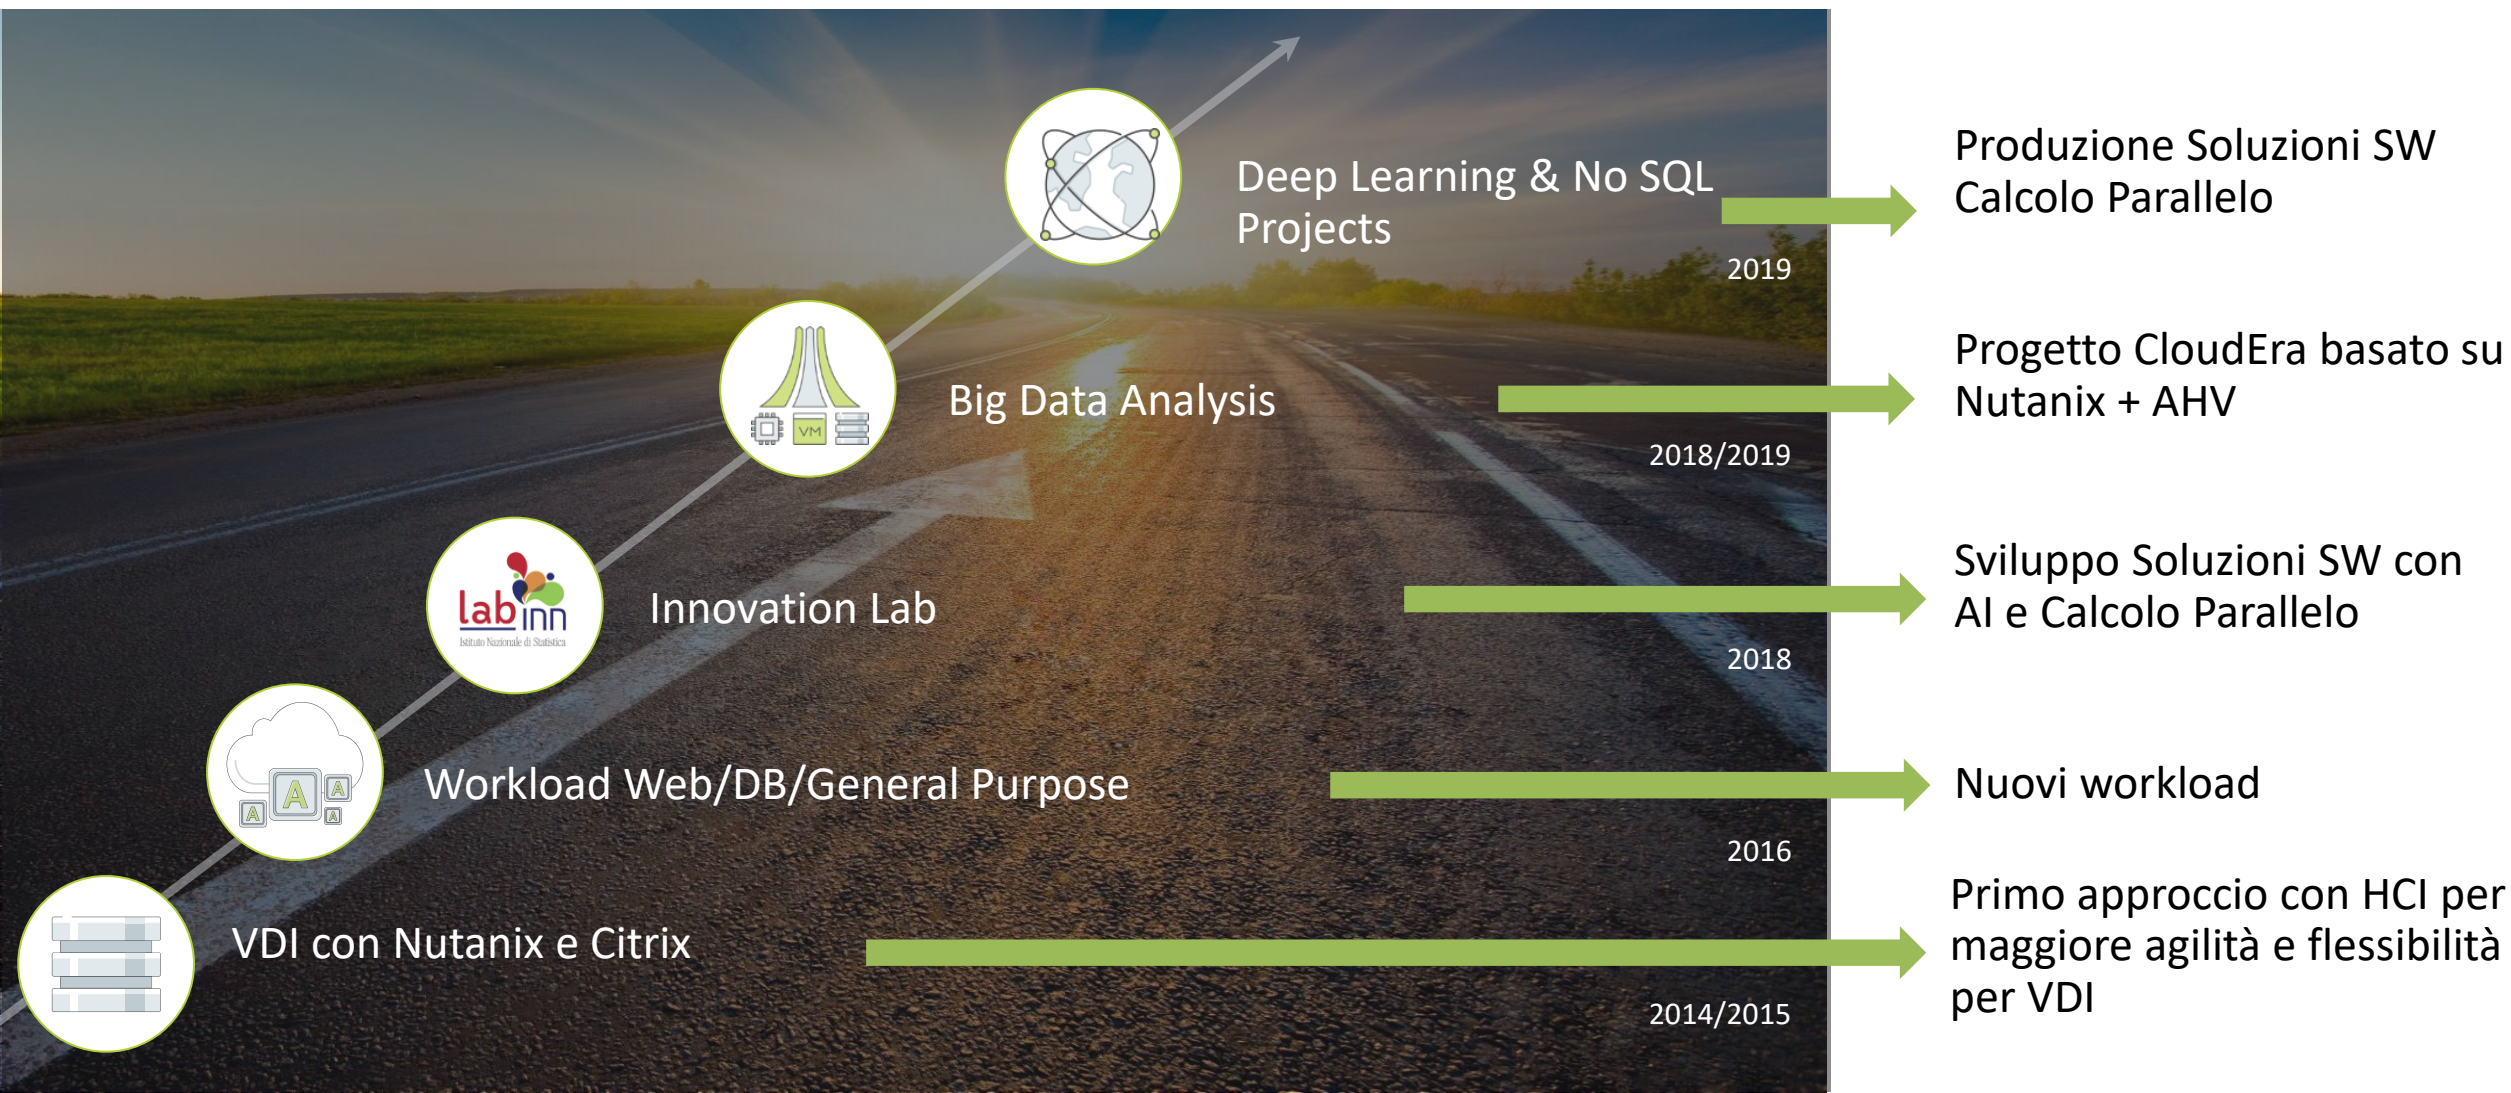 Deep Learning & No SQL
Projects
2019
Produzione Soluzioni SW
Calcolo Parallelo
Big Data Analysis
2018/2019
Progetto CloudEra basato su
Nutanix + AHV
VM
lab inn
Istituto Nazionale di Statistica
Innovation Lab
2018
Sviluppo Soluzioni SW con
AI e Calcolo Parallelo
A A
A A
Workload Web/DB/General Purpose
2016
Nuovi workload
VDI con Nutanix e Citrix
2014/2015
Primo approccio con HCI per
maggiore agilità e flessibilità
per VDI